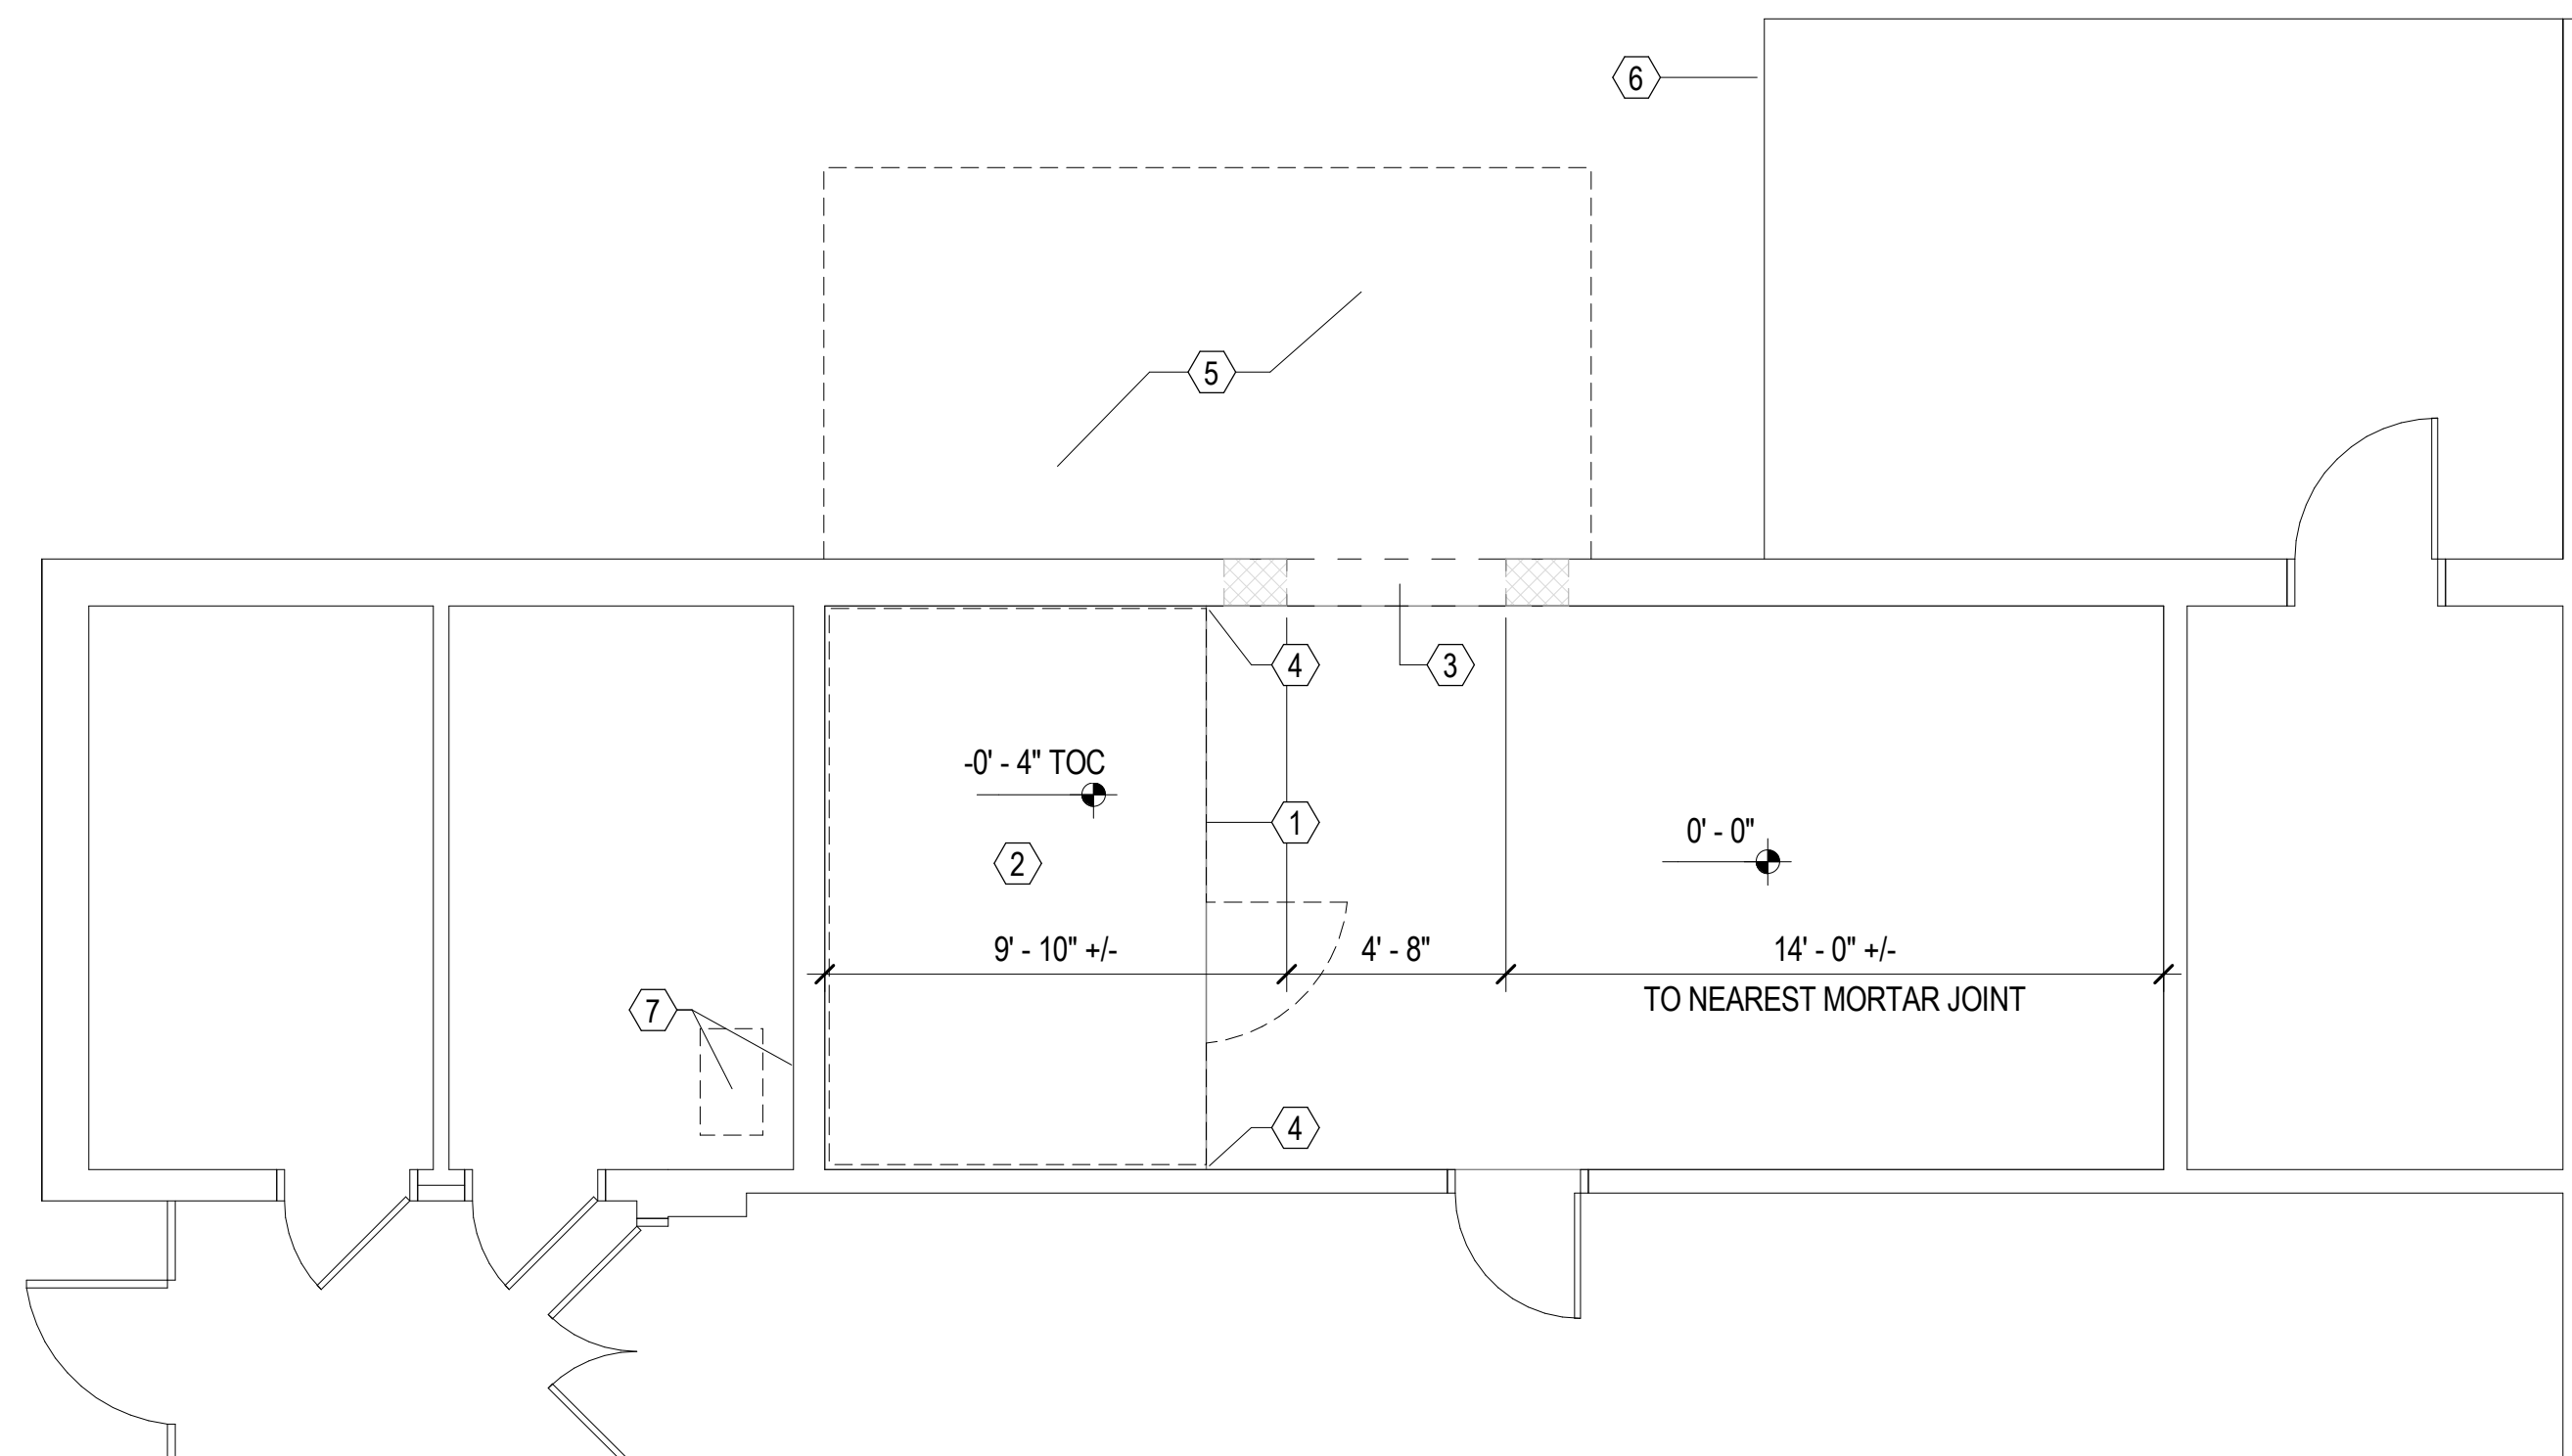 6
5
4
3
-0' - 4" TOC
1
0' - 0"
2
9' - 10" +/-
4' - 8"
14' - 0" +/-
TO NEAREST MORTAR JOINT
7
4